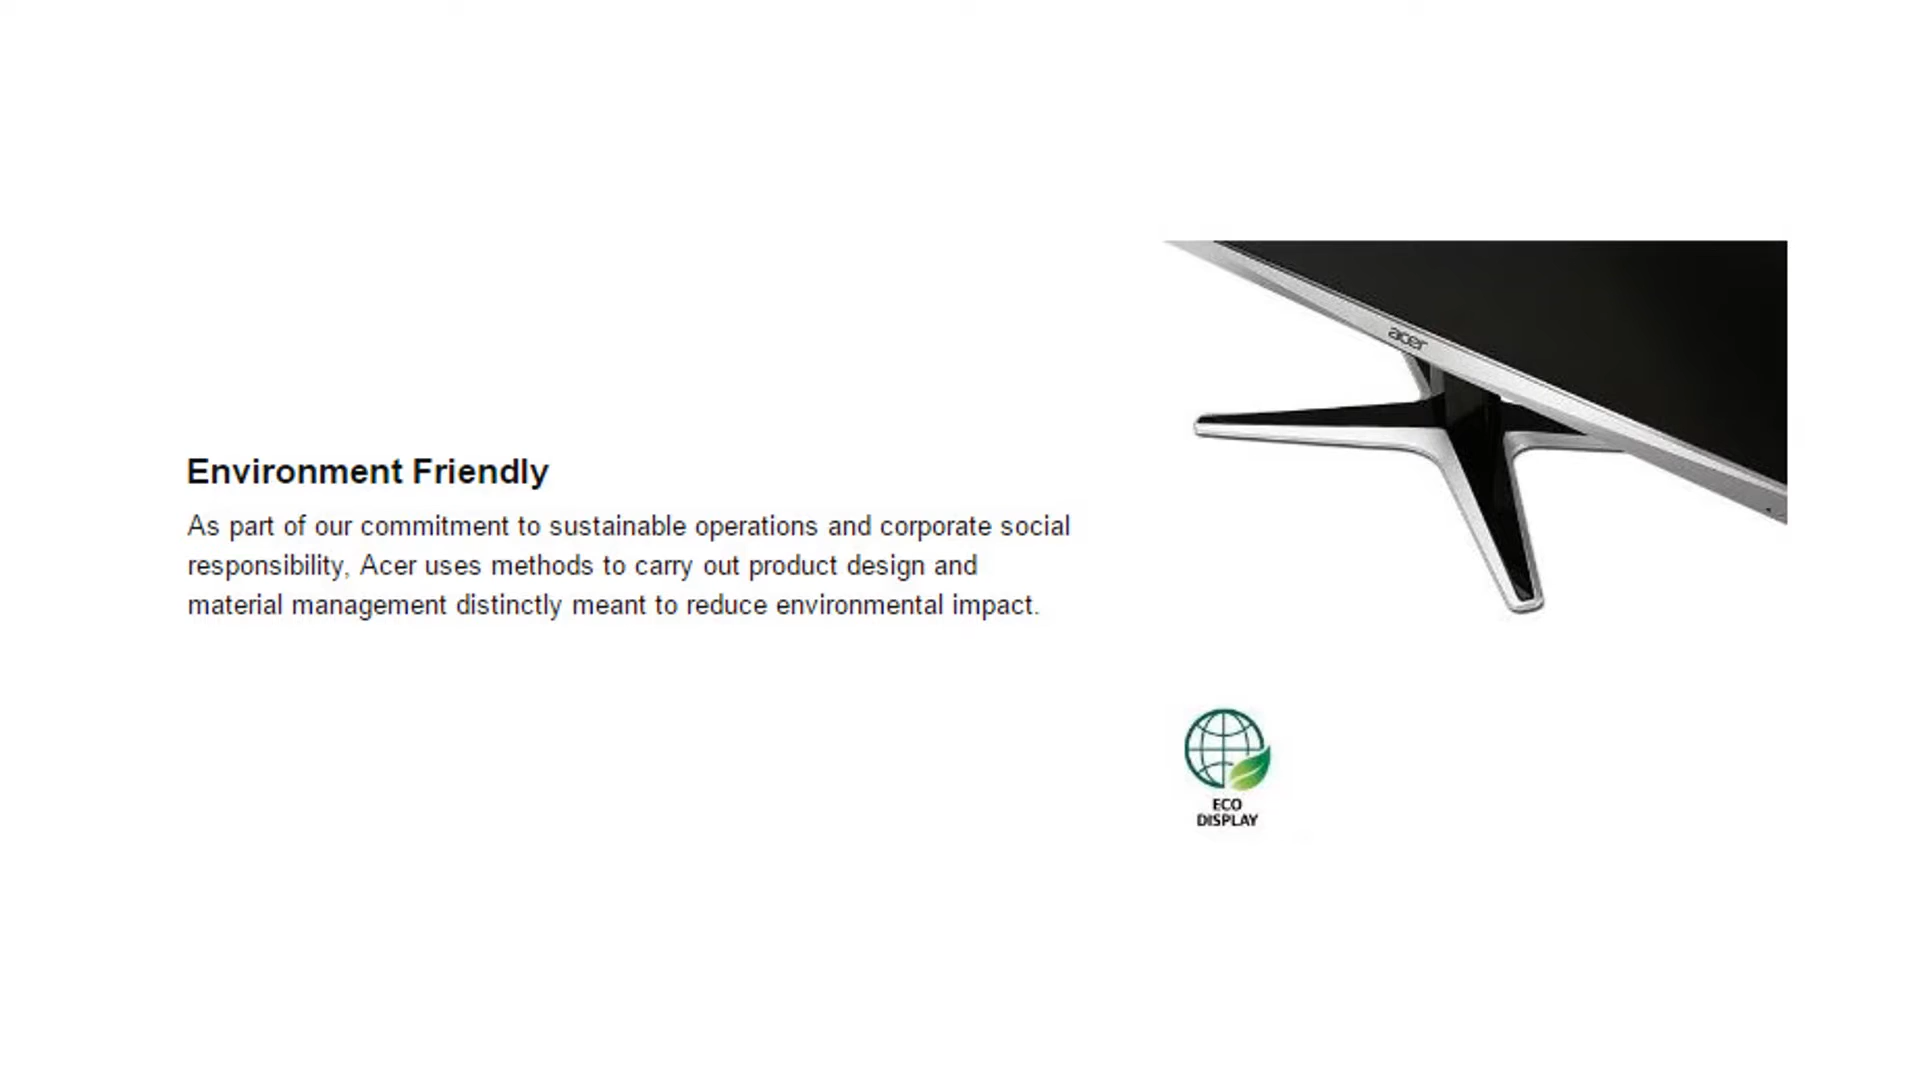 acer
Environment Friendly
As part of our commitment to sustainable operations and corporate social
responsibility, Acer uses methods to carry out product design and
material management distinctly meant to reduce environmental impact.
ECO
DISPLAY